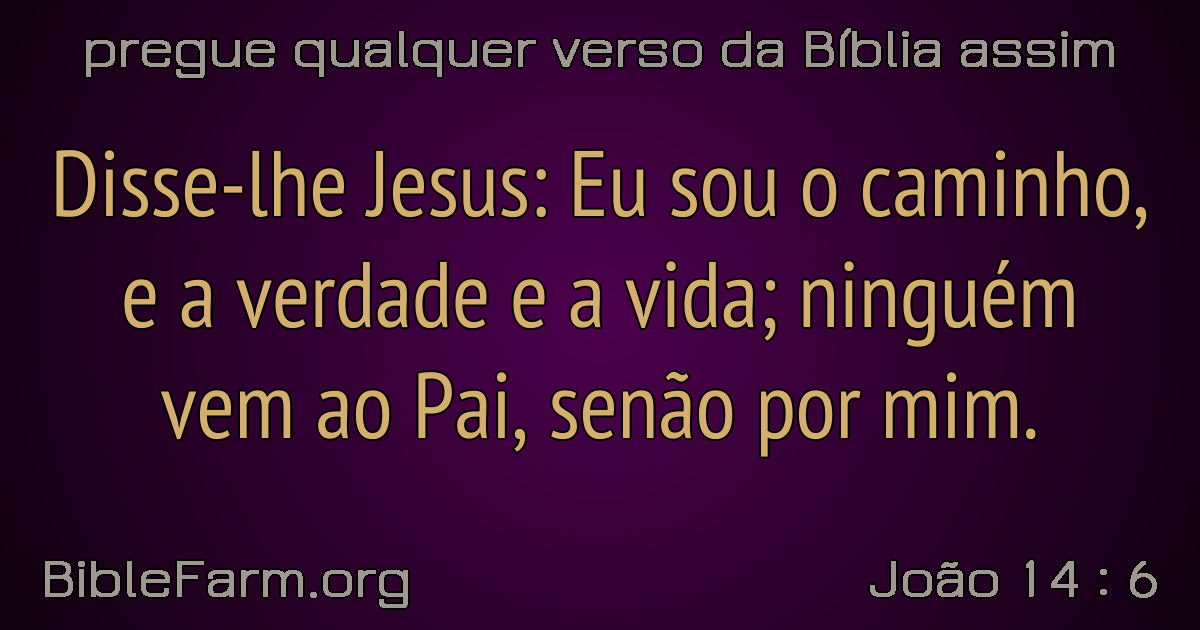 pregue qualquer verso da Bíblia assim
Disse-lhe Jesus: Eu sou o caminho,
e a verdade e a vida; ninguém
vem ao Pai, senão por mim.
BibleFarm.org
João 14 : 6